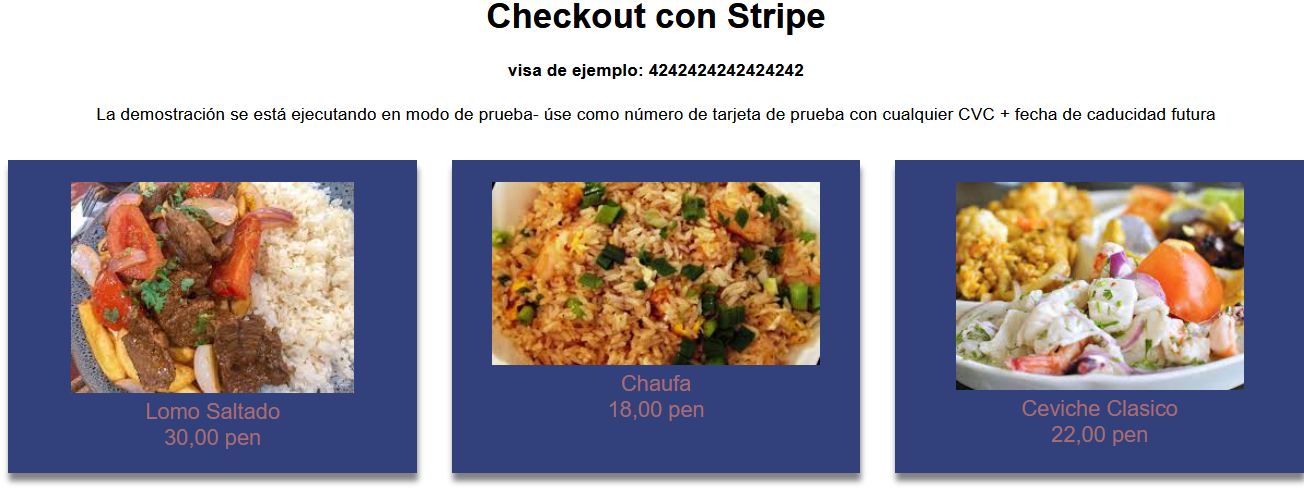 Checkout con Stripe
visa de ejemplo: 4242424242424242
La demostración se está ejecutando en modo de prueba- úse como número de tarjeta de prueba con cualquier CVC + fecha de caducidad futura
Lomo Saltado
30,00 pen
Chaufa
18,00 pen
Ceviche Clasico
22,00 pen